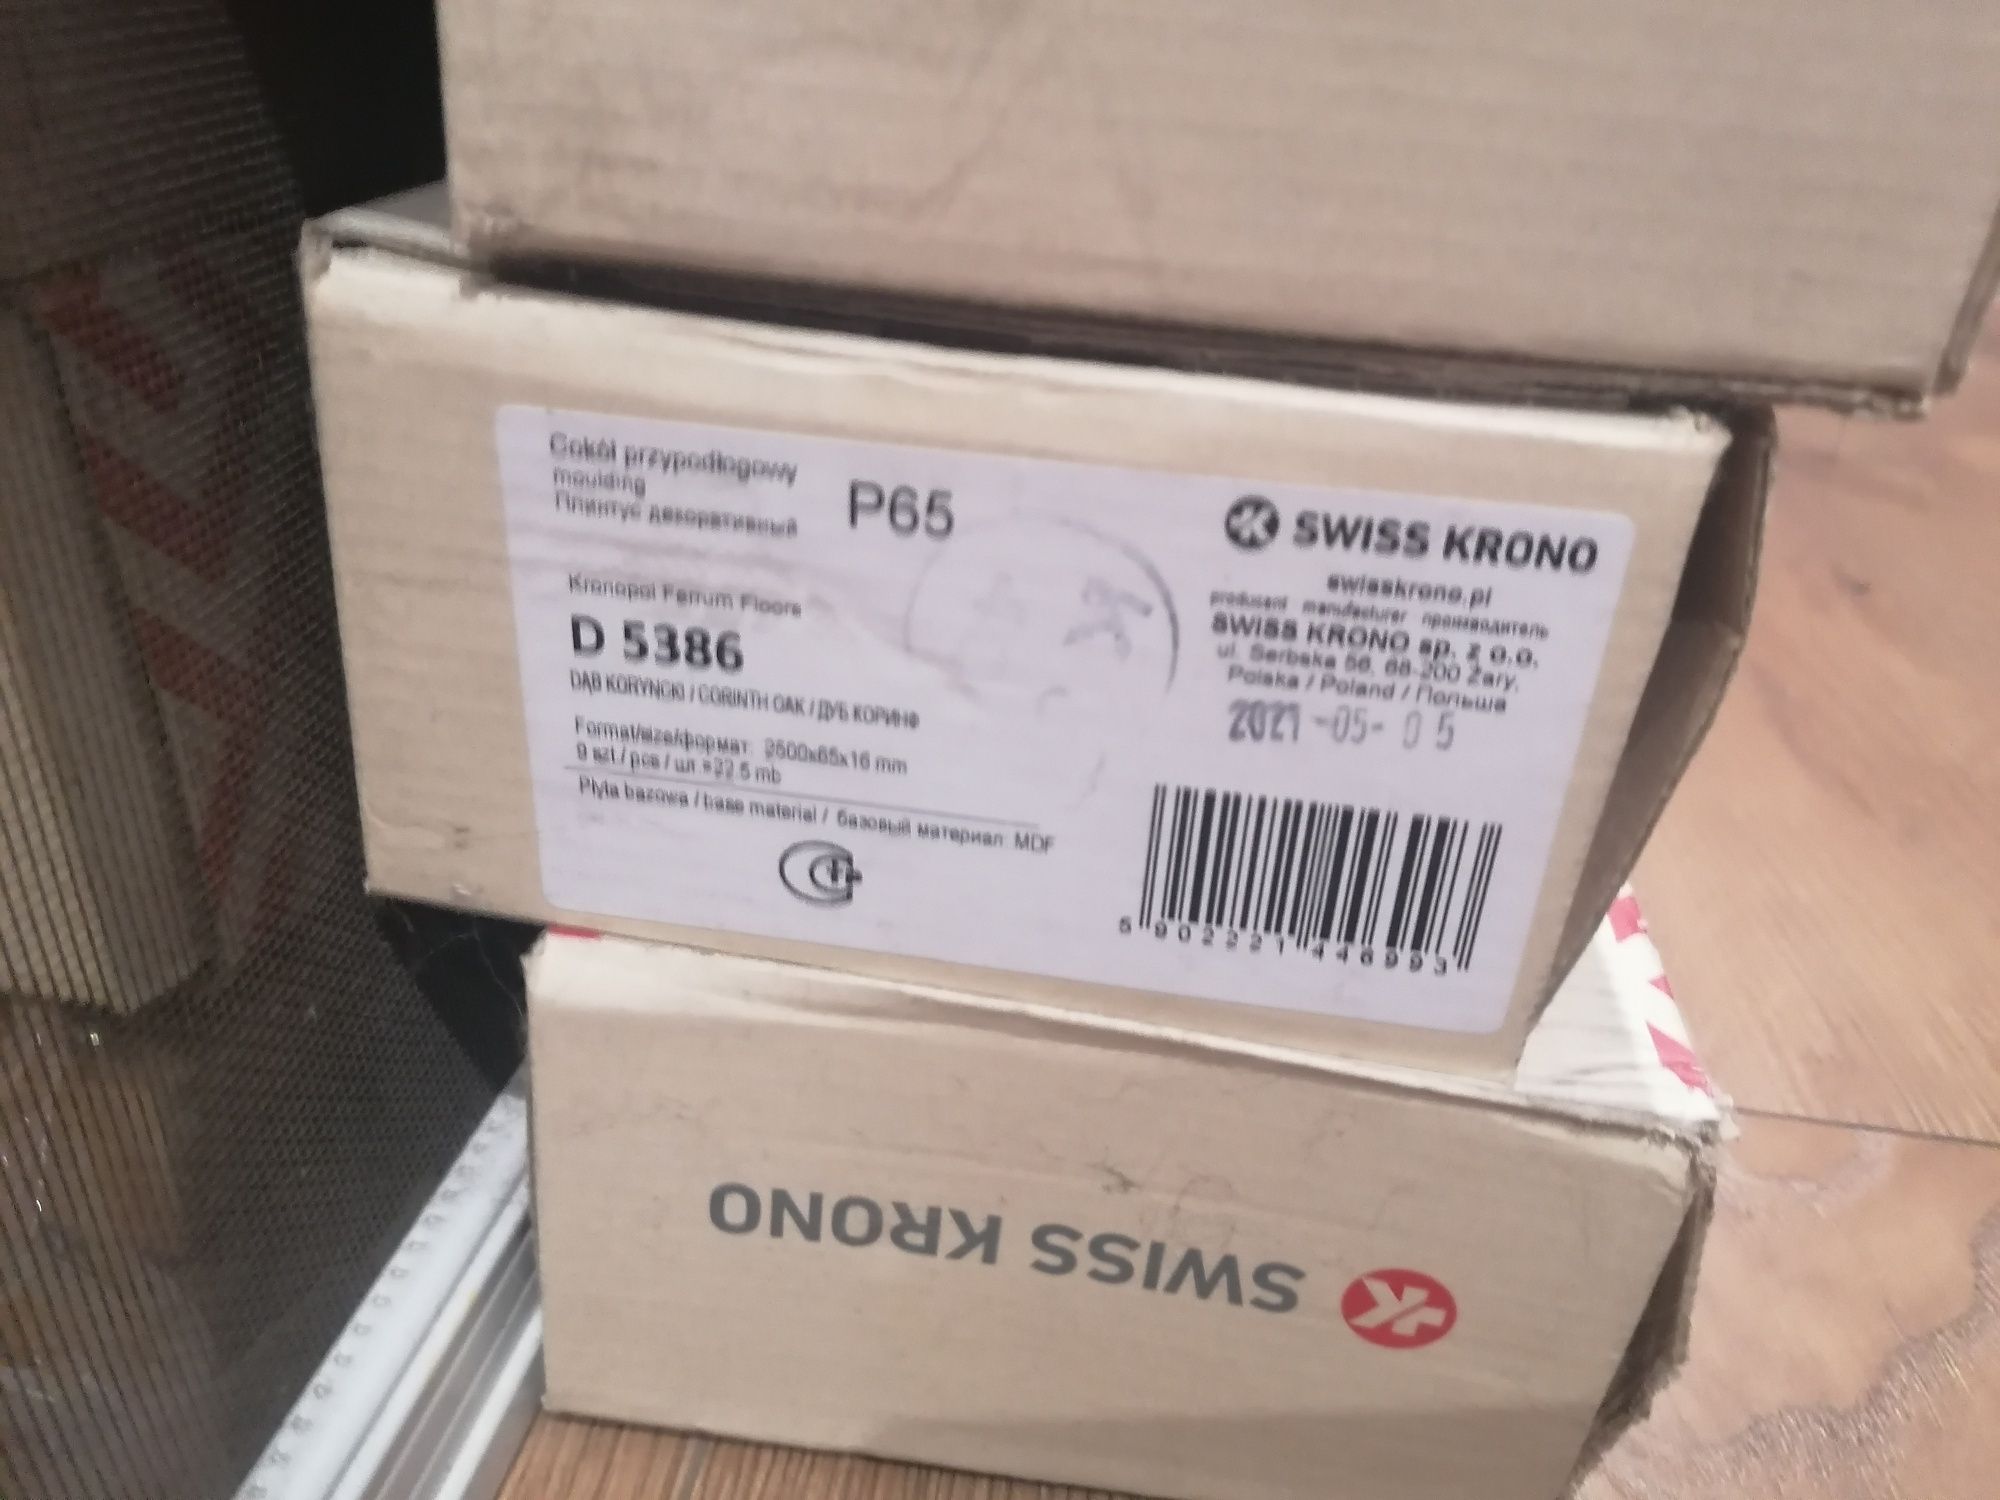 Cokół przypodłogowy
moulding
Плинтус декоративный
P65
Kronopol Ferrum Floors
D 5386
DĄB KORYNCKI / CORINTH OAK / ДУБ КОРИНФ
Format/size/формат: 2500x65x16 mm
9 szt / pcs / шт.=22.5 mb
Płyta bazowa / base material / базовый материал MDF
SWISS KRONO
swisskrono.pl
producent manufacturer производитель
SWISS KRONO sp. z o.o.
ul. Serbska 56, 68-200 Żary,
Polska / Poland / Польша
2021-05-05
5 902221 446993
SWISS KRONO